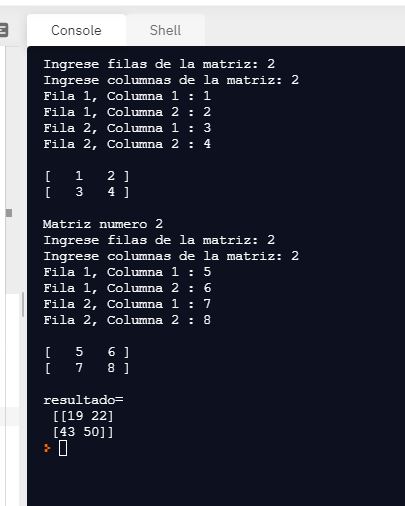 Console Shell
Ingrese filas de la matriz: 2
Ingrese columnas de la matriz: 2
Fila 1, Columna 1 : 1
Fila 1, Columna 2 : 2
Fila 2, Columna 1 : 3
Fila 2, Columna 2 : 4
[ 1 2 ]
[ 3 4 ]
Matriz numero 2
Ingrese filas de la matriz: 2
Ingrese columnas de la matriz: 2
Fila 1, Columna 1 : 5
Fila 1, Columna 2 : 6
Fila 2, Columna 1 : 7
Fila 2, Columna 2 : 8
[ 5 6 ]
[ 7 8 ]
resultado=
[[19 22]
[43 50]]